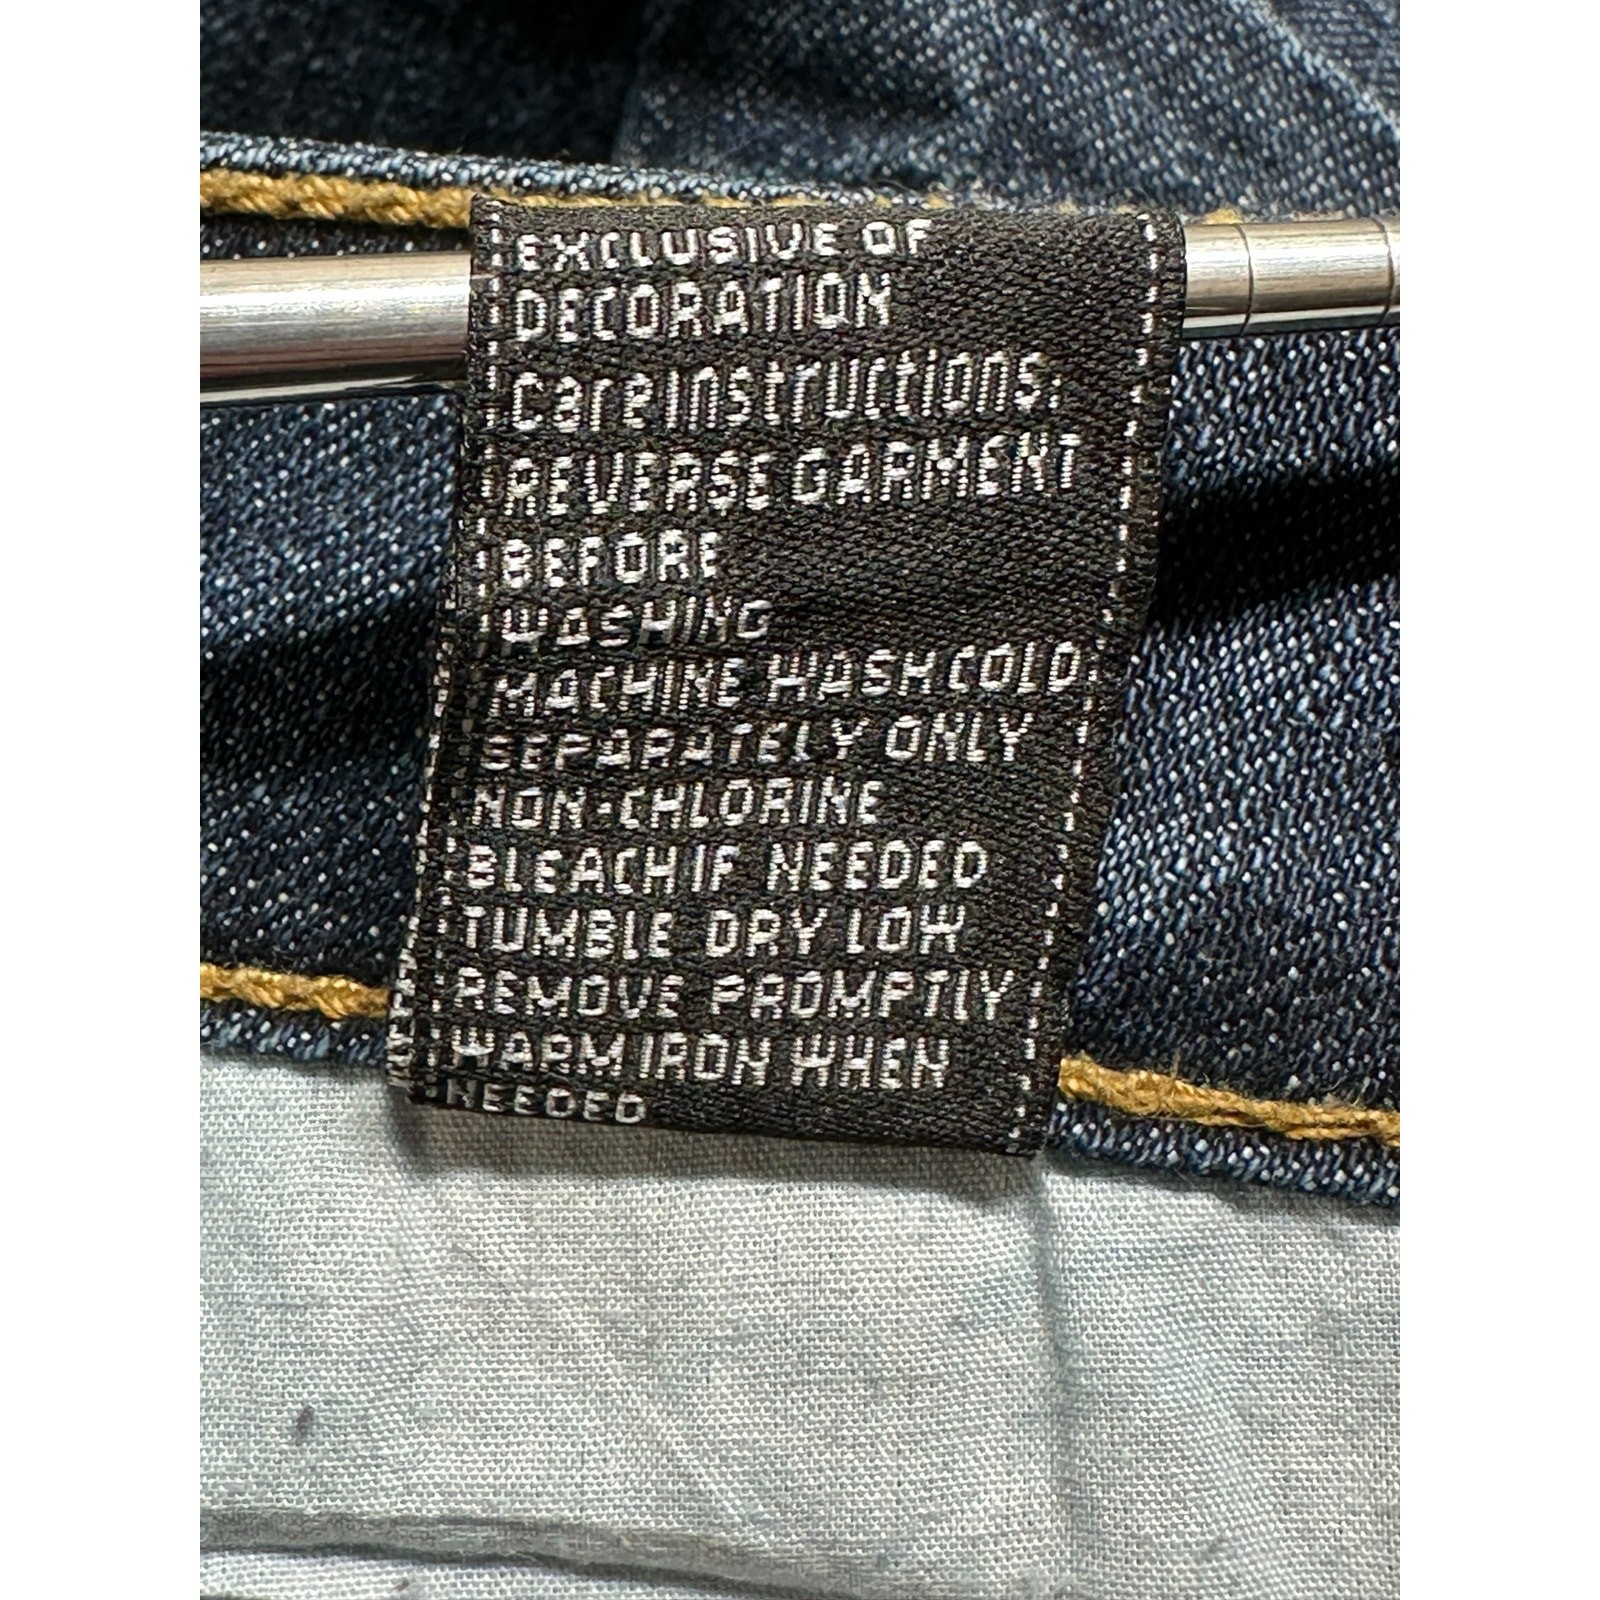 EXCLUSIVE OF
DECORATION
Care Instructions:
REVERSE GARMENT
BEFORE
WASHING
MACHINE WASH COLD
SEPARATELY ONLY
NON-CHLORINE
BLEACH IF NEEDED
TUMBLE DRY LOW
REMOVE PROMPTLY
WARM IRON WHEN
NEEDED